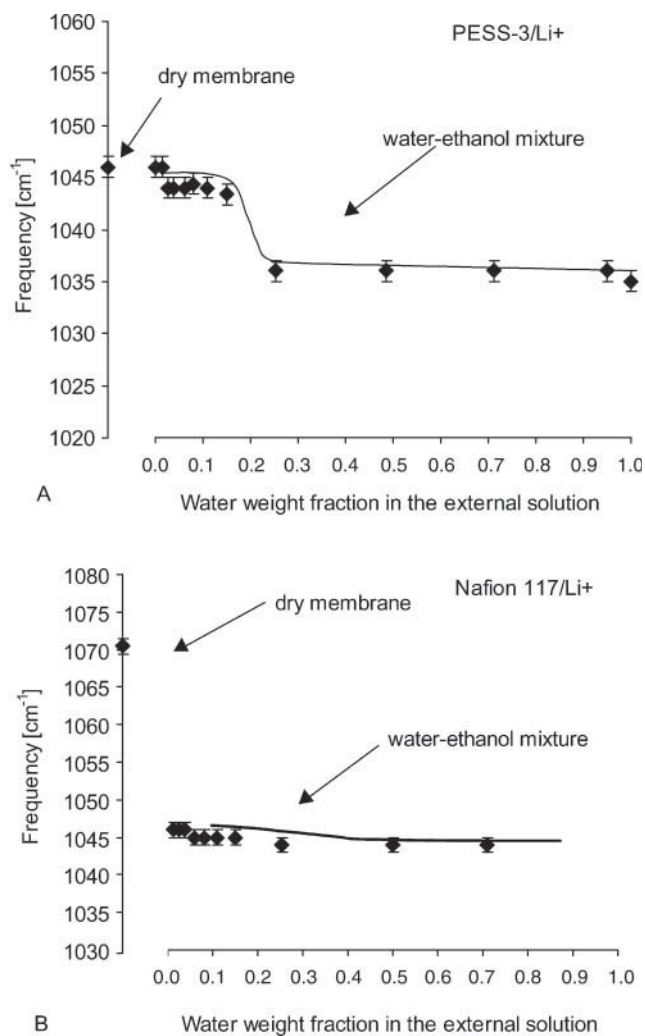 PESS-3/Li+
dry membrane
water-ethanol mixture
Frequency [cm-1]
1060
1055
1050
1045
1040
1035
1030
1025
1020
0.0 0.1 0.2 0.3 0.4 0.5 0.6 0.7 0.8 0.9 1.0
A
Water weight fraction in the external solution
Nafion 117/Li+
dry membrane
water-ethanol mixture
Frequency [cm-1]
1080
1075
1070
1065
1060
1055
1050
1045
1040
1035
1030
0.0 0.1 0.2 0.3 0.4 0.5 0.6 0.7 0.8 0.9 1.0
B
Water weight fraction in the external solution